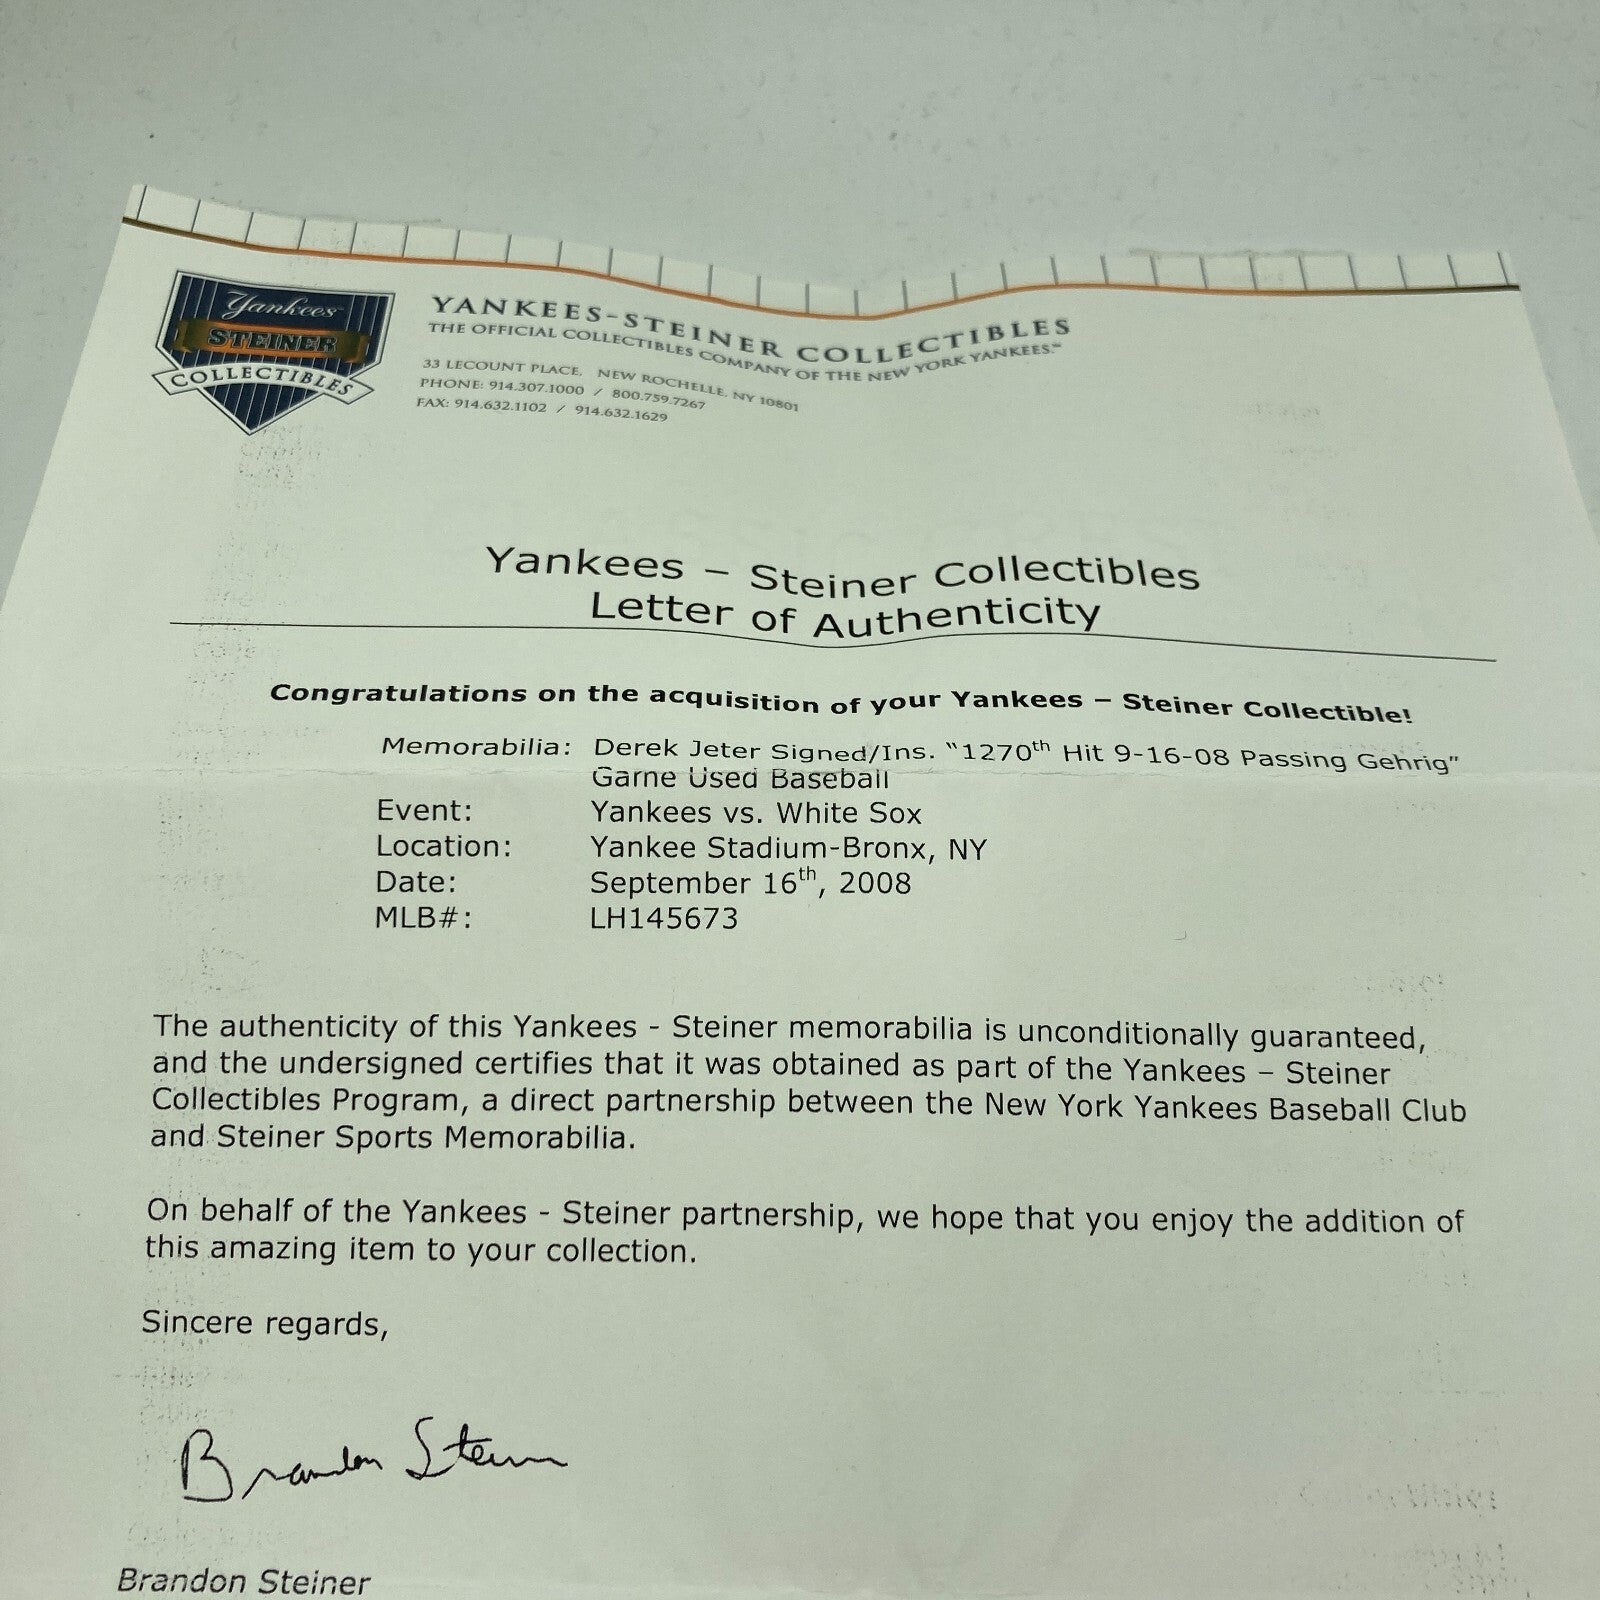 Yankees
STEINER
COLLECTIBLES
YANKEES-STEINER COLLECTIBLES
THE OFFICIAL COLLECTIBLES COMPANY OF THE NEW YORK YANKEES.™
33 LECOUNT PLACE, NEW ROCHELLE, NY 10801
PHONE: 914.307.1000 / 800.759.7267
FAX: 914.632.1102 / 914.632.1629
Yankees – Steiner Collectibles
Letter of Authenticity
Congratulations on the acquisition of your Yankees – Steiner Collectible!
Memorabilia: Derek Jeter Signed/Ins. “1270th Hit 9-16-08 Passing Gehrig”
Game Used Baseball
Event: Yankees vs. White Sox
Location: Yankee Stadium-Bronx, NY
Date: September 16th, 2008
MLB#: LH145673
The authenticity of this Yankees - Steiner memorabilia is unconditionally guaranteed,
and the undersigned certifies that it was obtained as part of the Yankees – Steiner
Collectibles Program, a direct partnership between the New York Yankees Baseball Club
and Steiner Sports Memorabilia.
On behalf of the Yankees - Steiner partnership, we hope that you enjoy the addition of
this amazing item to your collection.
Sincere regards,
Brandon Steiner
Brandon Steiner